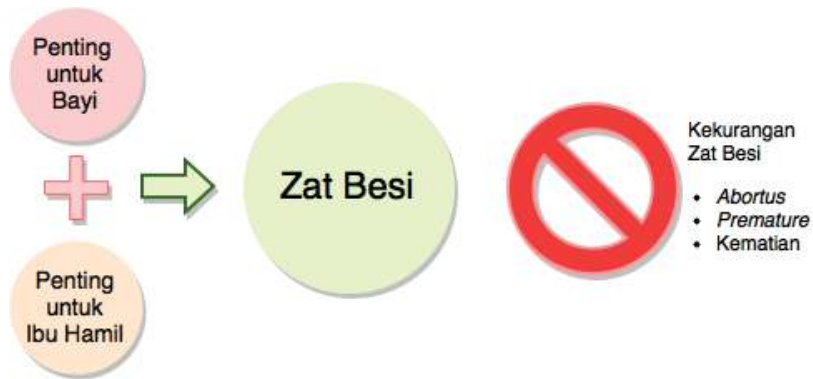 Penting
untuk
Bayi
Penting
untuk
Ibu Hamil
Zat Besi
Kekurangan
Zat Besi
• Abortus
• Premature
• Kematian